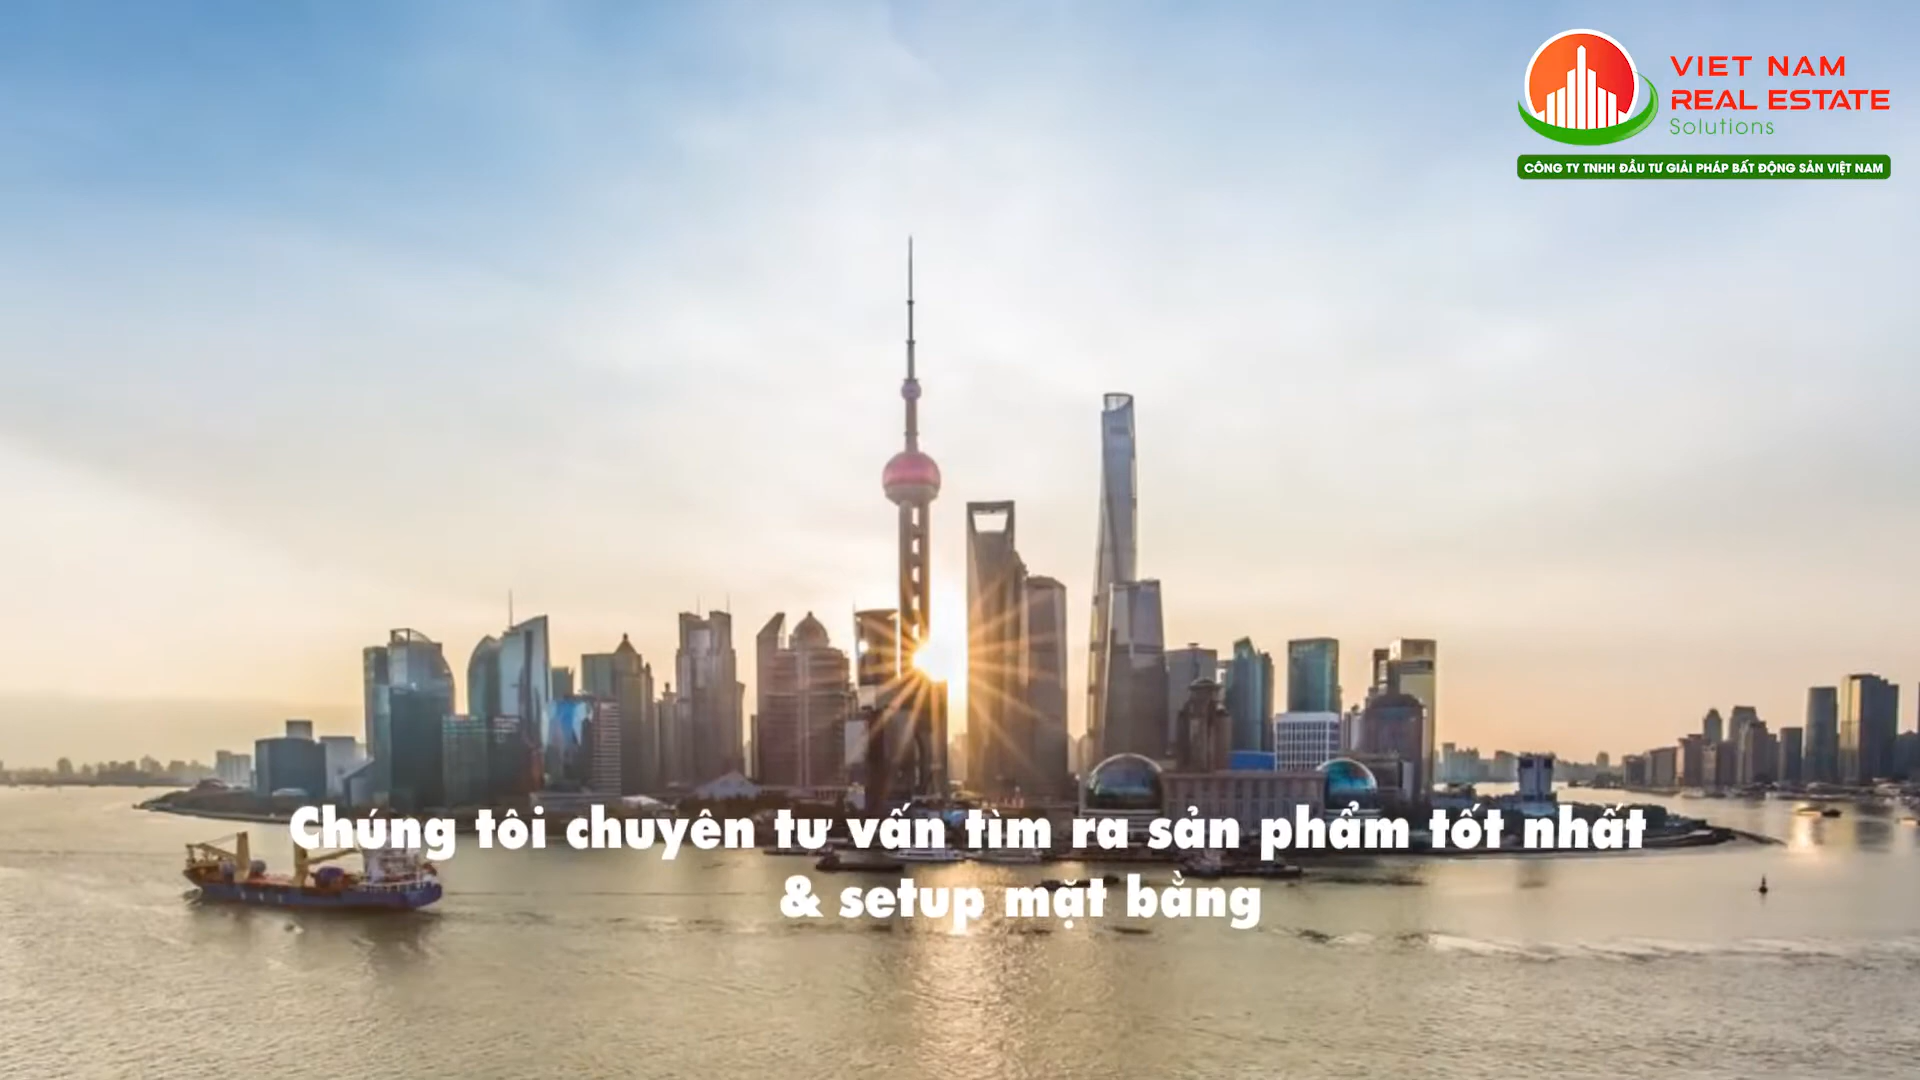 VIET NAM
REAL ESTATE
Solutions
CÔNG TY TNHH ĐẦU TƯ GIẢI PHÁP BẤT ĐỘNG SẢN VIỆT NAM
Chúng tôi chuyên tư vấn tìm ra sản phẩm tốt nhất
& setup mặt bằng